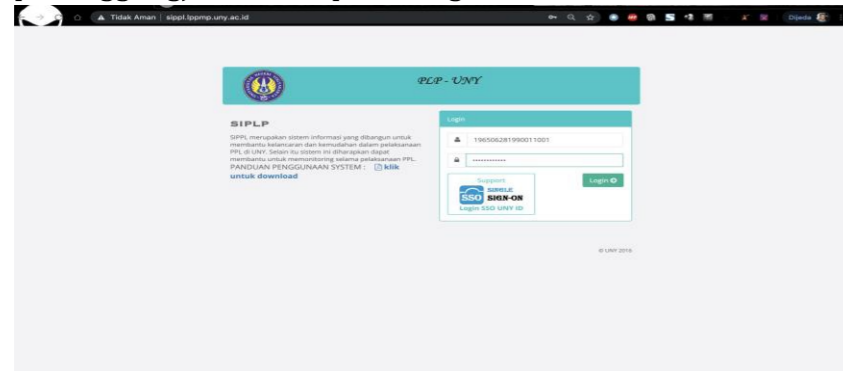 Tidak Aman | sippl.lppmp.uny.ac.id
Dijeda
PLP - UNY
SIPLP
SIPPL merupakan sistem informasi yang dibangun untuk
membantu kelancaran dan kemudahan dalam pelaksanaan
PPL di UNY. Selain itu sistem ini diharapkan dapat
membantu untuk memonitoring selama pelaksanaan PPL.
PANDUAN PENGGUNAAN SYSTEM : klik
untuk download
Login
196506281990011001
Support
SSO SINGLE
SIGN-ON
Login SSO UNY ID
Login
© UNY 2016